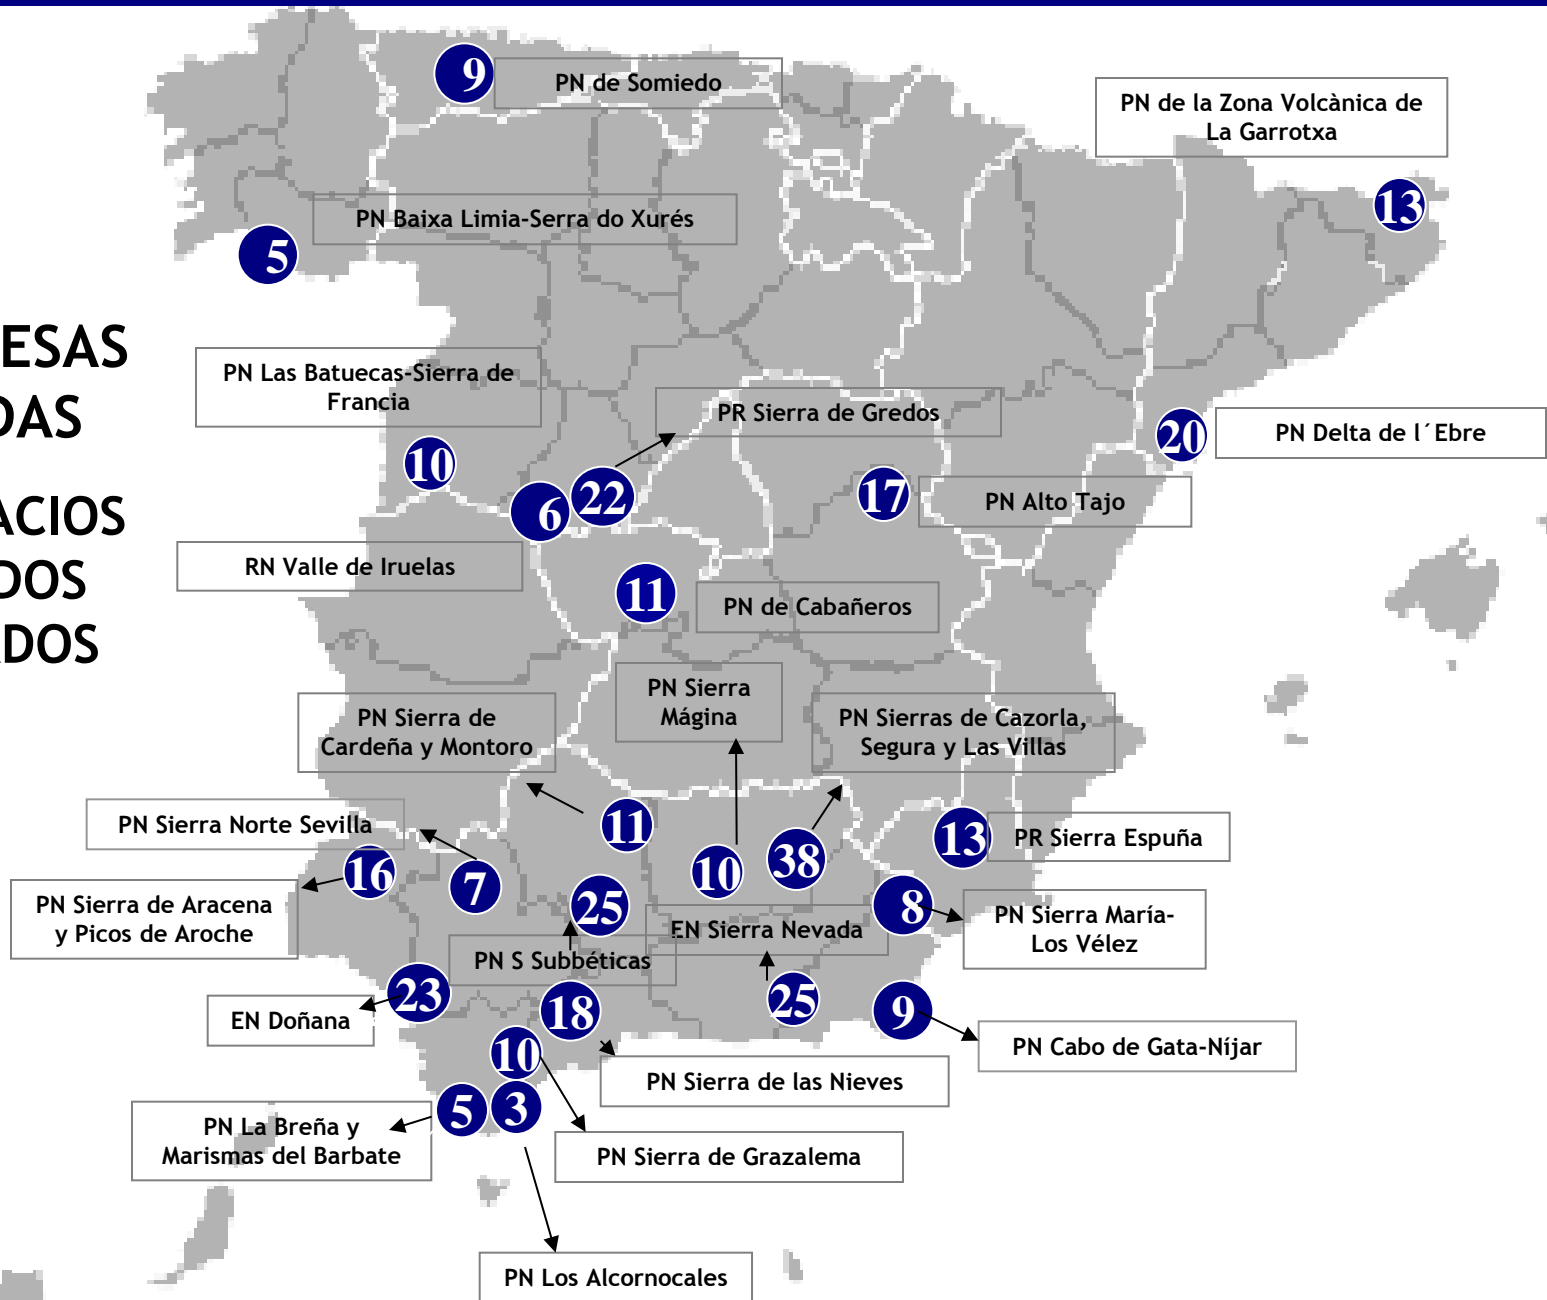 9
PN de Somiedo
PN de la Zona Volcànica de
La Garrotxa
13
PN Baixa Limia-Serra do Xurés
5
ESAS
DAS
ACIOS
DOS
ADOS
PN Las Batuecas-Sierra de
Francia
10
PR Sierra de Gredos
22
6
RN Valle de Iruelas
20
PN Delta de l´Ebre
17
PN Alto Tajo
11
PN de Cabañeros
PN Sierra
Mágina
PN Sierra de
Cardeña y Montoro
PN Sierras de Cazorla,
Segura y Las Villas
PN Sierra Norte Sevilla
11
10
38
13
PR Sierra Espuña
16
7
PN Sierra de Aracena
y Picos de Aroche
25
8
PN Sierra María-
Los Vélez
EN Sierra Nevada
PN S Subbéticas
23
EN Doñana
18
25
9
PN Cabo de Gata-Níjar
10
PN Sierra de las Nieves
5
3
PN La Breña y
Marismas del Barbate
PN Sierra de Grazalema
PN Los Alcornocales